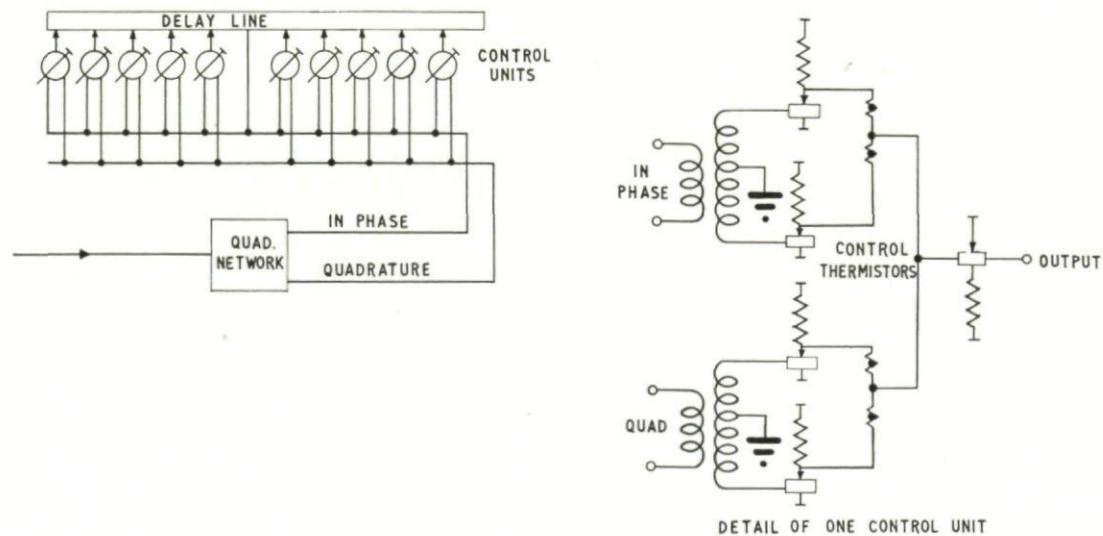 DELAY LINE
CONTROL
UNITS
IN PHASE
QUAD.
NETWORK
QUADRATURE
IN
PHASE
CONTROL
THERMISTORS
OUTPUT
QUAD
DETAIL OF ONE CONTROL UNIT